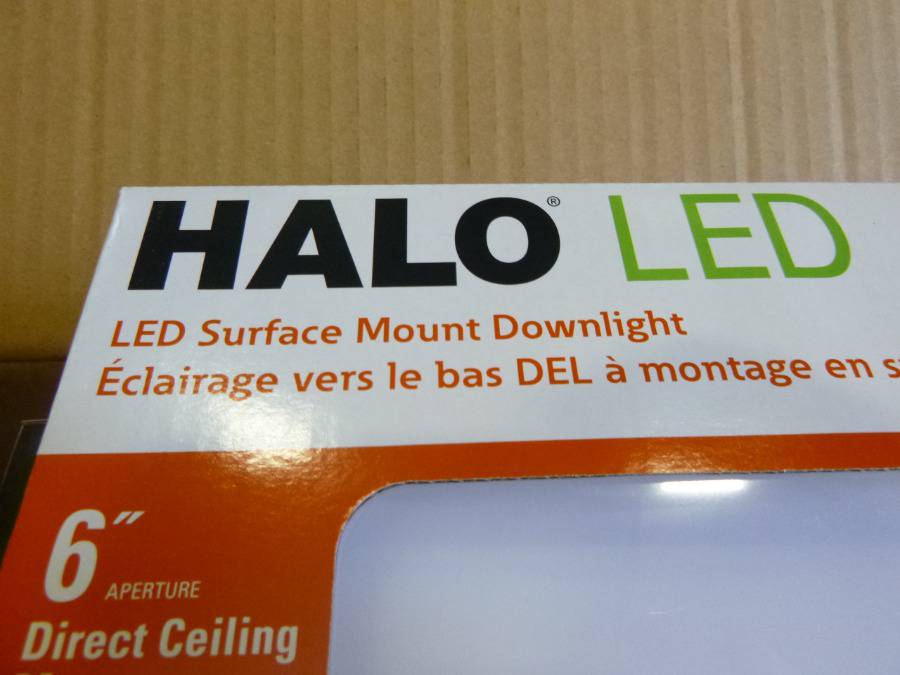 HALO® LED
LED Surface Mount Downlight
Éclairage vers le bas DEL à montage en
6″
APERTURE
Direct Ceiling